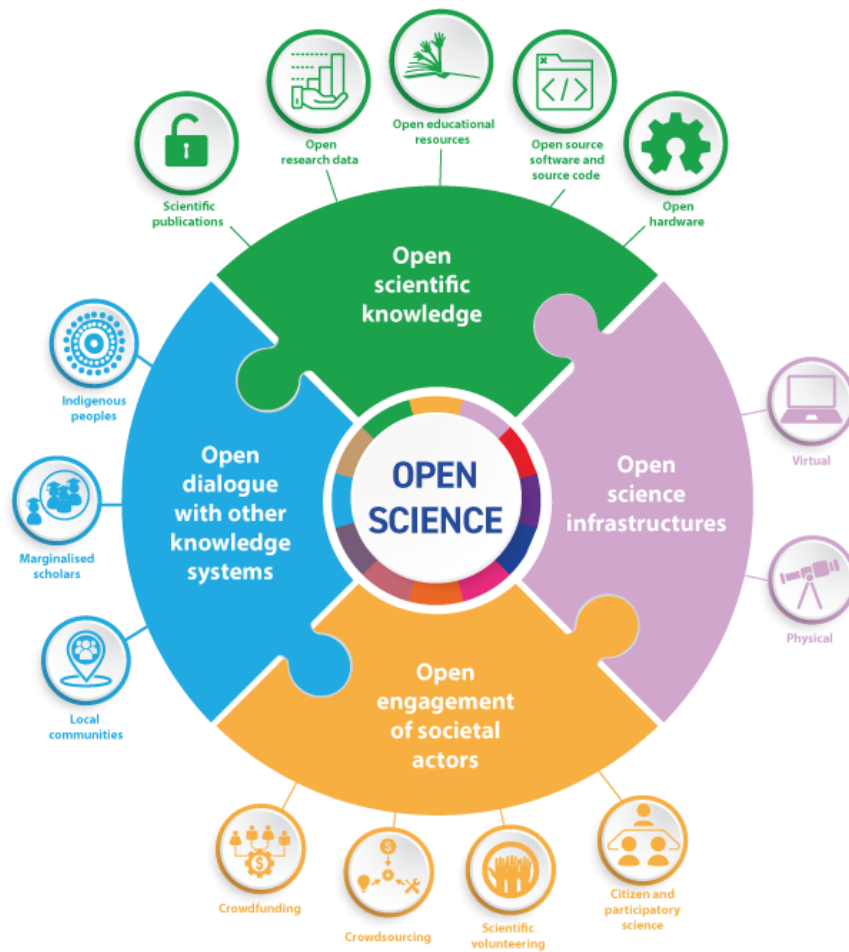 Open educational
resources
Open
research data
Open source
software and
source code
Scientific
publications
Open
hardware
Open
scientific
knowledge
Indigenous
peoples
Virtual
Open
dialogue
with other
knowledge
systems
OPEN
SCIENCE
Open
science
infrastructures
Marginalised
scholars
Physical
Local
communities
Open
engagement
of societal
actors
Crowdfunding
Crowdsourcing
Scientific
volunteering
Citizen and
participatory
science